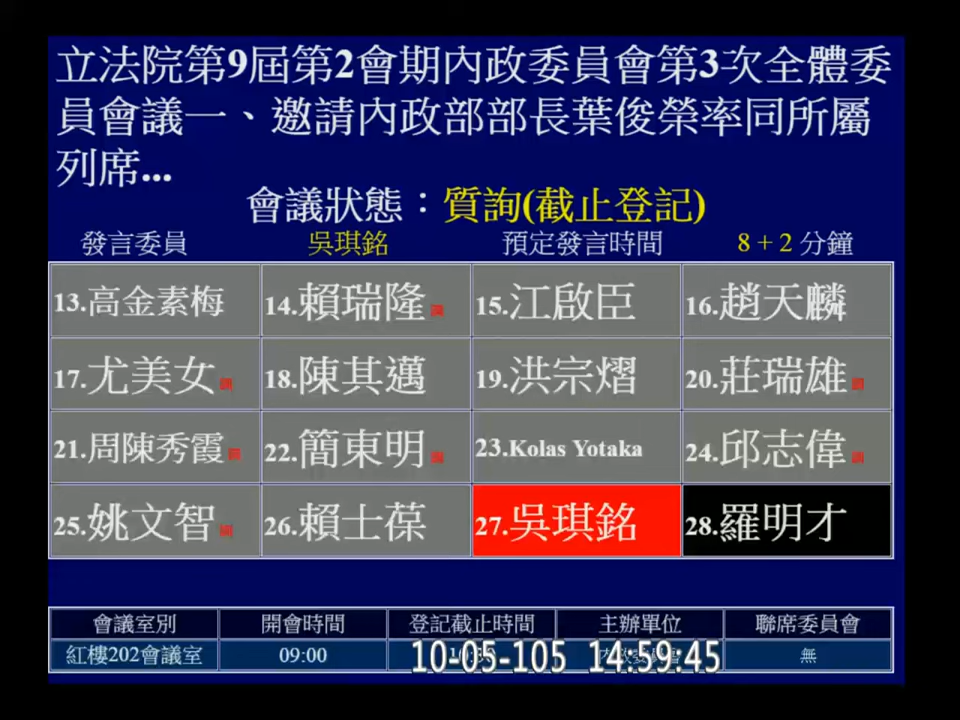 立法院第9屆第2會期內政委員會第3次全體委
員會議一、邀請內政部部長葉俊榮率同所屬
列席...
會議狀態：質詢(截止登記)
發言委員 吳琪銘 預定發言時間 8 + 2 分鐘
13.高金素梅 14.賴瑞隆 15.江啟臣 16.趙天麟
17.尤美女 18.陳其邁 19.洪宗熠 20.莊瑞雄
21.周陳秀霞 22.簡東明 23.Kolas Yotaka 24.邱志偉
25.姚文智 26.賴士葆 27.吳琪銘 28.羅明才
會議室別 開會時間 登記截止時間 主辦單位 聯席委員會
紅樓202會議室 09:00 無
10-05-105 14:59:45